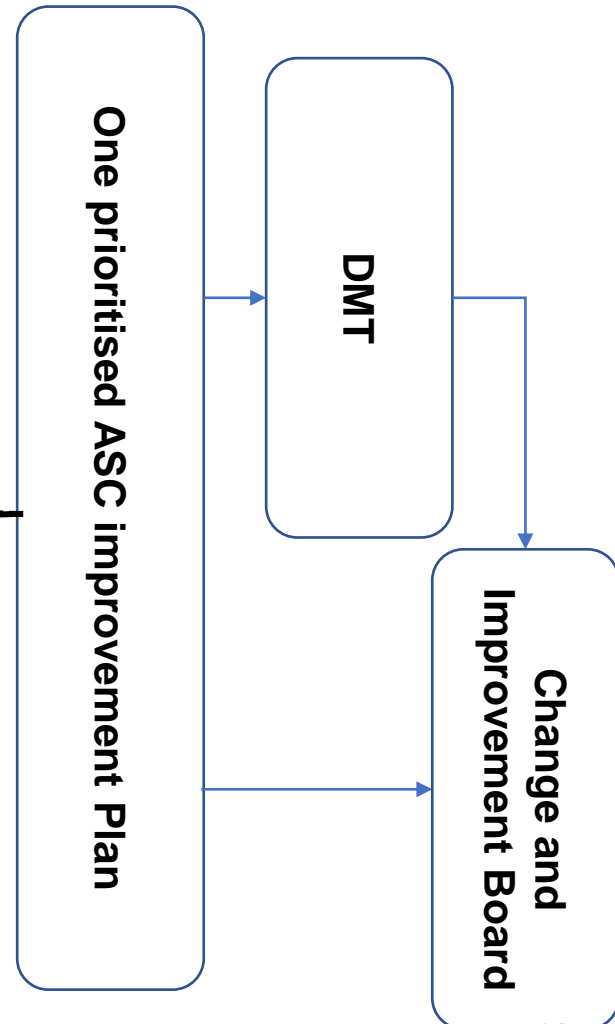 Change and
Improvement Board
DMT
One prioritised ASC improvement Plan